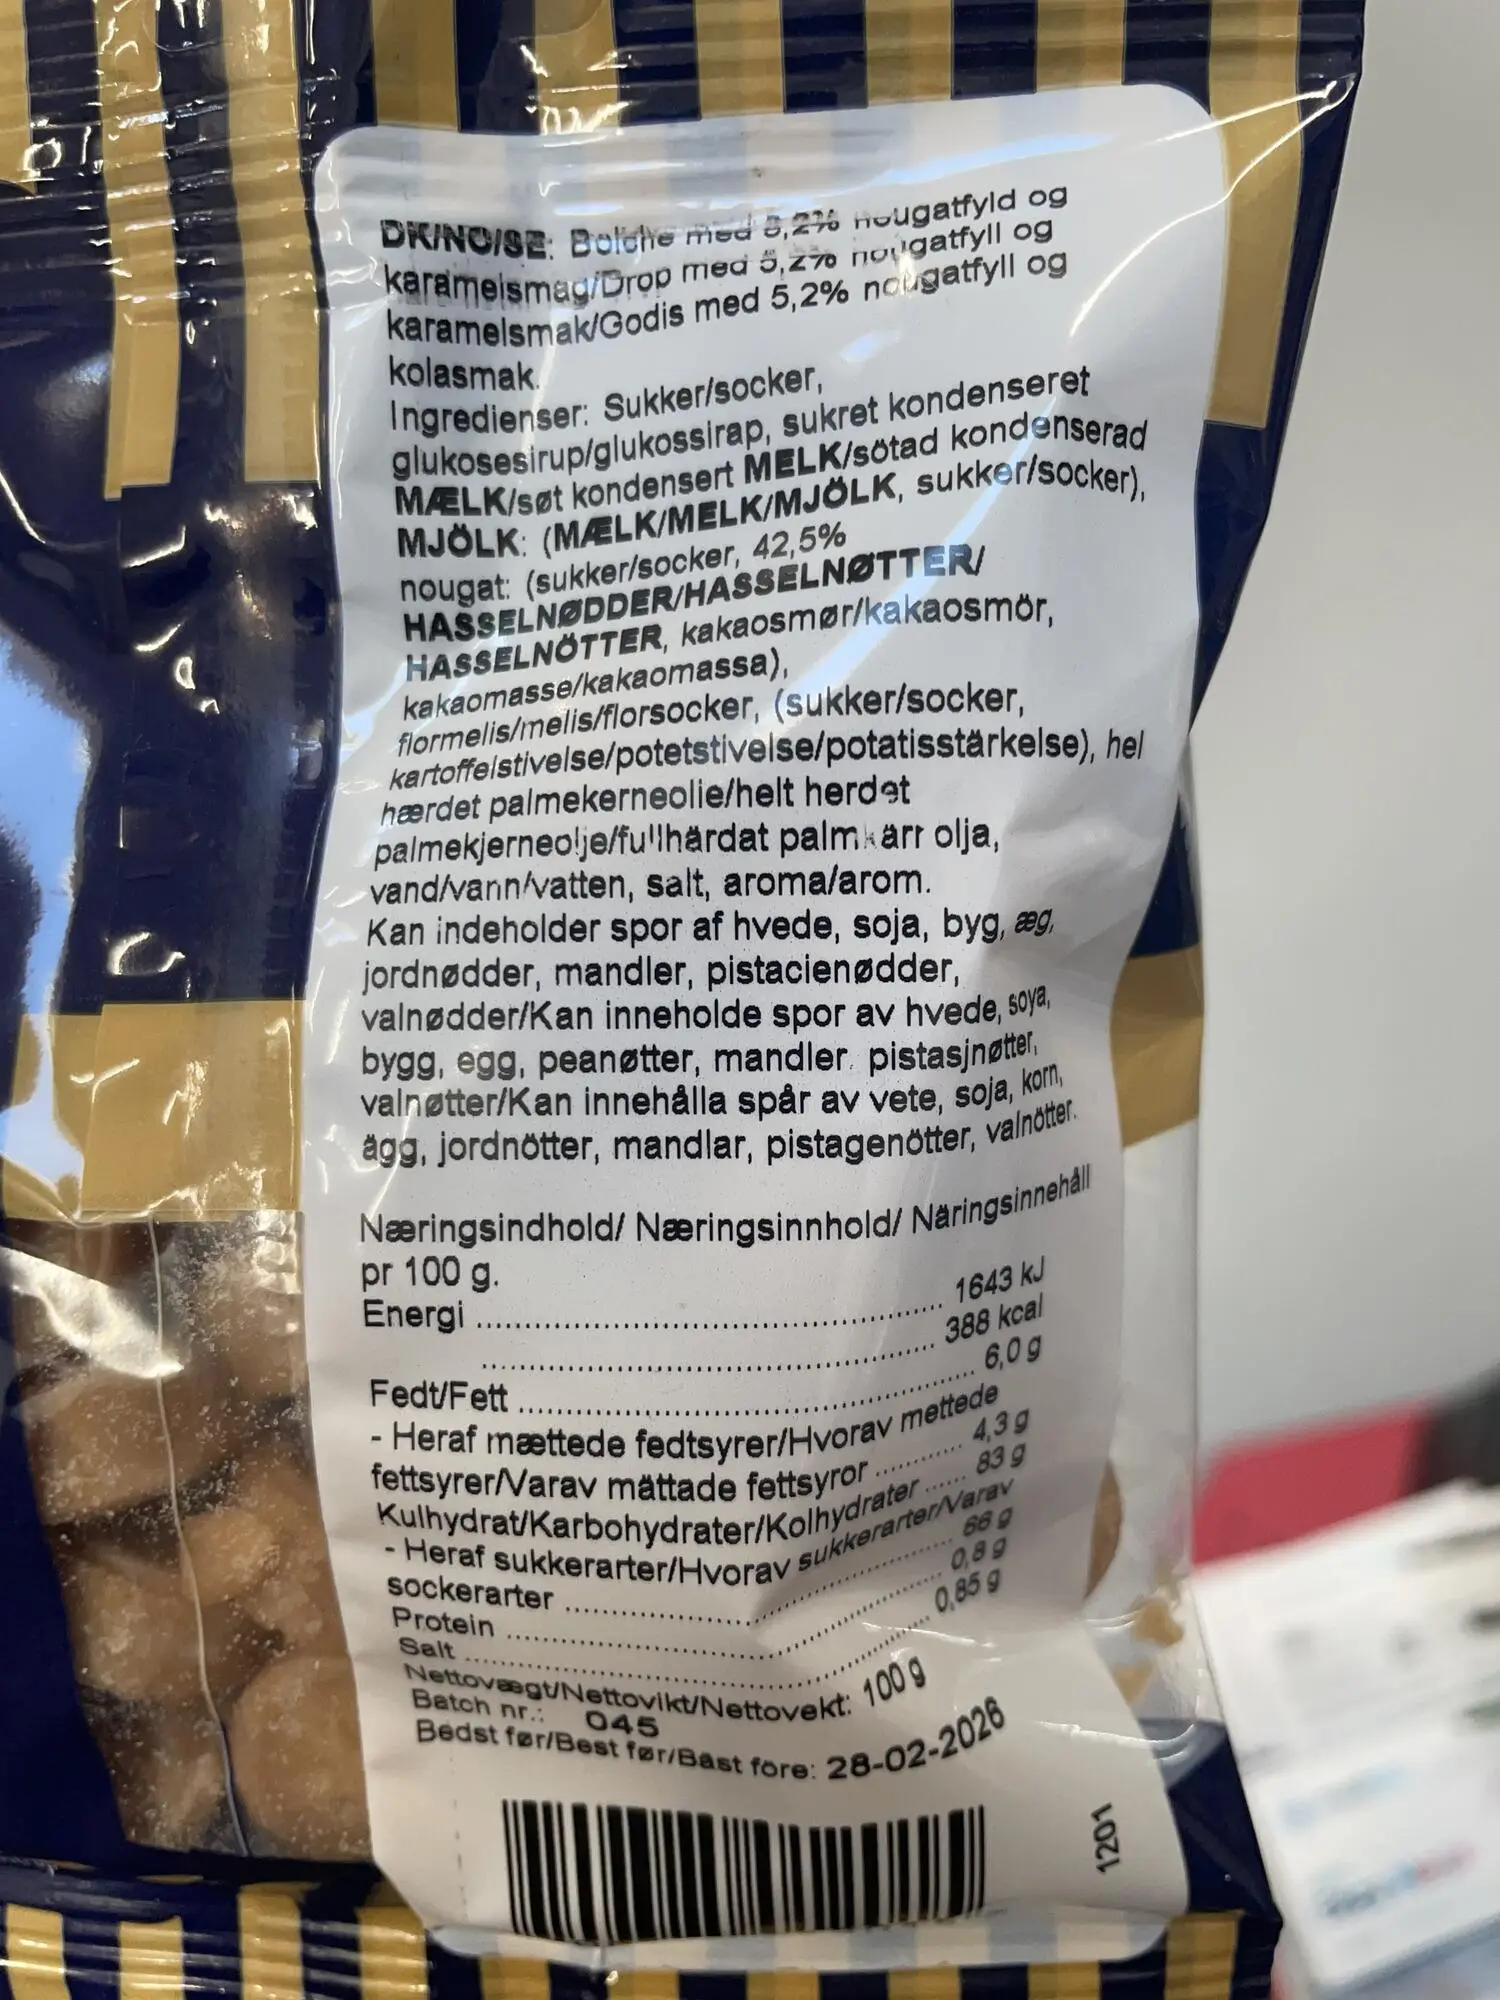 DK/NO/SE: Bolche med 5,2% nougatfyld og
karamelsmag/Drop med 5,2% nougatfyll og
karamelsmak/Godis med 5,2% nougatfyll og
kolasmak.
Ingredienser: Sukker/socker,
glukosesirup/glukossirap, sukret kondenseret
MÆLK/søt kondensert MELK/sötad kondenserad
MJÖLK: (MÆLK/MELK/MJÖLK, sukker/socker),
nougat: (sukker/socker, 42,5%
HASSELNØDDER/HASSELNØTTER/
HASSELNÖTTER, kakaosmør/kakaosmör,
kakaomasse/kakaomassa),
flormelis/melis/florsocker, (sukker/socker,
kartoffelstivelse/potetstivelse/potatisstärkelse), hel
hærdet palmekerneolie/helt herdet
palmekjerneolje/fullhärdat palmkärr olja,
vand/vann/vatten, salt, aroma/arom.
Kan indeholder spor af hvede, soja, byg, æg,
jordnødder, mandler, pistacienødder,
valnødder/Kan inneholde spor av hvede, soya,
bygg, egg, peanøtter, mandler. pistasjnøtter,
valnøtter/Kan innehålla spår av vete, soja, korn,
ägg, jordnötter, mandlar, pistagenötter, valnötter.
Næringsindhold/ Næringsinnhold/ Näringsinnehåll
pr 100 g.
Energi ........ 1643 kJ
........ 388 kcal
Fedt/Fett ........ 6,0 g
- Heraf mættede fedtsyrer/Hvorav mettede
fettsyrer/Varav mättade fettsyror ........ 4,3 g
Kulhydrat/Karbohydrater/Kolhydrater ...... 83 g
- Heraf sukkerarter/Hvorav sukkerarter/Varav
sockerarter ........ 66 g
Protein ........ 0,8 g
Salt ........ 0,85 g
Nettovægt/Nettovikt/Nettovekt: 100 g
Batch nr.: 045
Bedst før/Best før/Bäst före: 28-02-2026
1201